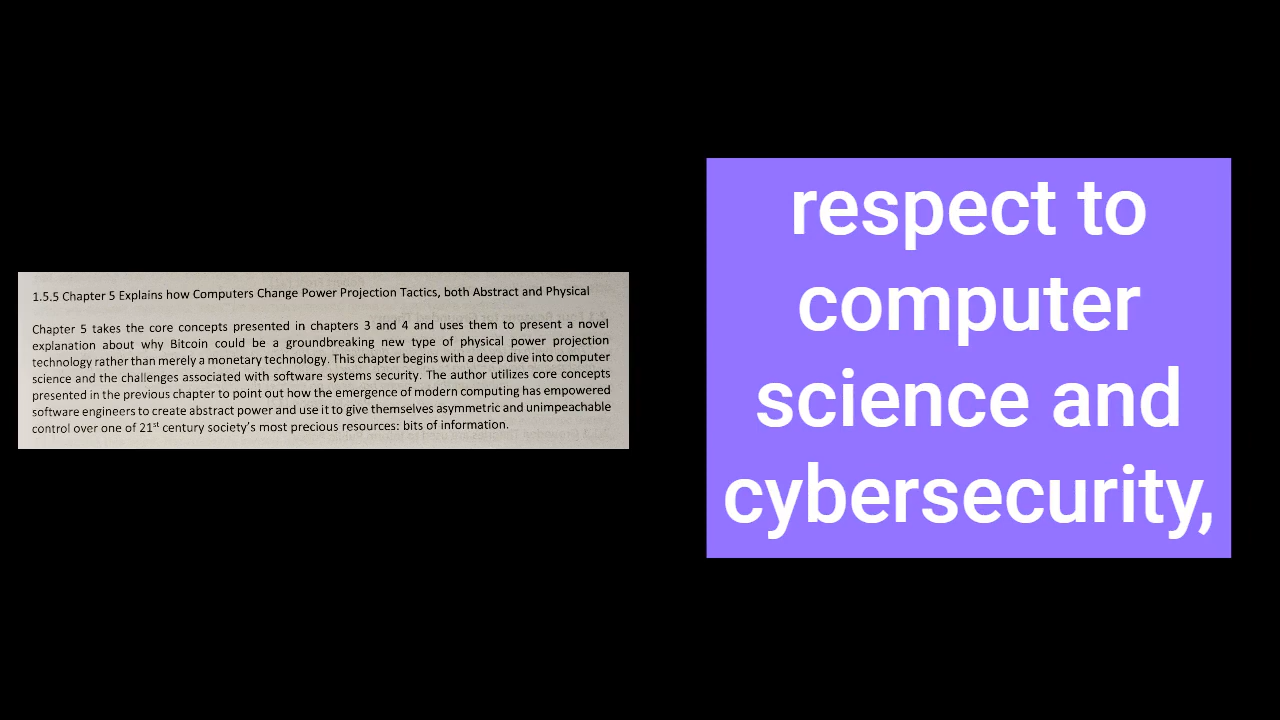 1.5.5 Chapter 5 Explains how Computers Change Power Projection Tactics, both Abstract and Physical
Chapter 5 takes the core concepts presented in chapters 3 and 4 and uses them to present a novel
explanation about why Bitcoin could be a groundbreaking new type of physical power projection
technology rather than merely a monetary technology. This chapter begins with a deep dive into computer
science and the challenges associated with software systems security. The author utilizes core concepts
presented in the previous chapter to point out how the emergence of modern computing has empowered
software engineers to create abstract power and use it to give themselves asymmetric and unimpeachable
control over one of 21st century society's most precious resources: bits of information.
respect to
computer
science and
cybersecurity,